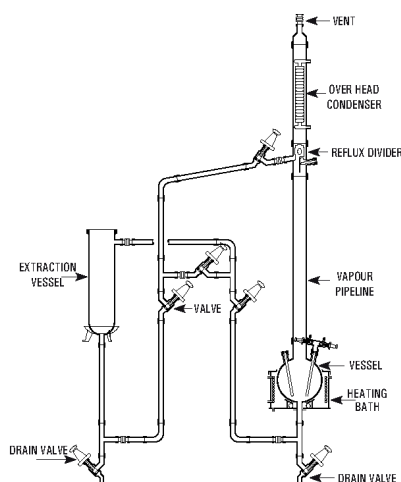 VENT
OVER HEAD
CONDENSER
REFLUX DIVIDER
EXTRACTION
VESSEL
VAPOUR
PIPELINE
VALVE
VESSEL
HEATING
BATH
DRAIN VALVE
DRAIN VALVE